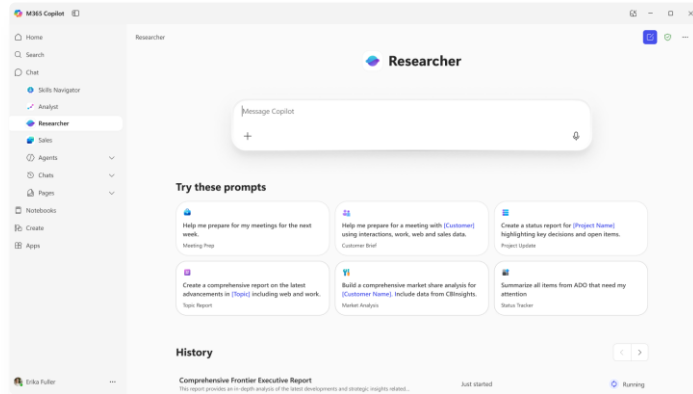 M365 Copilot
Home
Search
Chat
Skills Navigator
Analyst
Researcher
Sales
Agents
Chats
Pages
Notebooks
Create
Apps
Erika Fuller
Researcher
Researcher
Message Copilot
Try these prompts
Help me prepare for my meetings for the next
week.
Meeting Prep
Help me prepare for a meeting with [Customer]
using interactions, work, web and sales data.
Customer Brief
Create a status report for [Project Name]
highlighting key decisions and open items.
Project Update
Create a comprehensive report on the latest
advancements in [Topic] including web and work.
Topic Report
Build a comprehensive market share analysis for
[Customer Name]. Include data from CBInsights.
Market Analysis
Summarize all items from ADO that need my
attention
Status Tracker
History
Comprehensive Frontier Executive Report
This report provides an in-depth analysis of the latest developments and strategic insights related...
Just started
Running